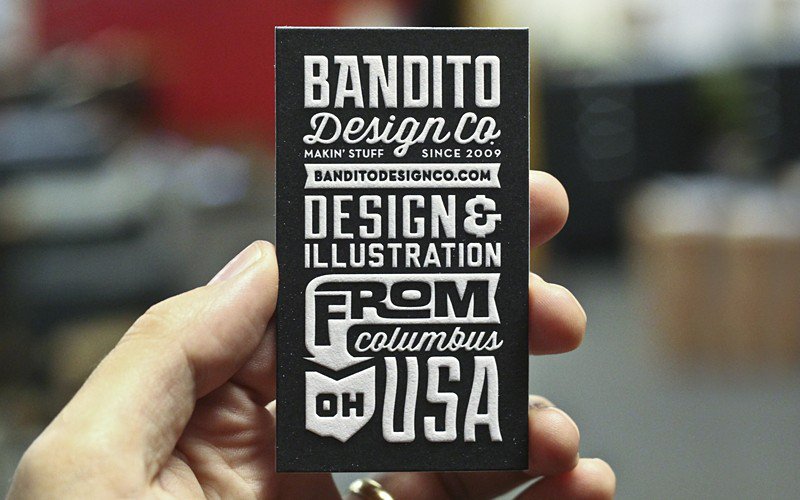 BANDITO
Design Co.
MAKIN' STUFF SINCE 2009
BANDITODESIGNCO.COM
DESIGN &
ILLUSTRATION
FROM
columbus
OH USA